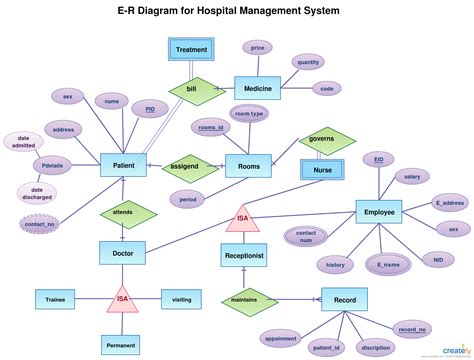 E-R Diagram for Hospital Management System
Treatment
price
quantity
sex
name
bill
Medicine
code
PID
room type
date
admitted
address
rooms_id
governs
EID
Pdetails
Patient
assigend
Rooms
Nurse
salary
date
discharged
period
E_address
contact_no
attends
ISA
Employee
sex
contact
num
Doctor
Receptionist
history
E_name
NID
Trainee
ISA
visiting
maintains
Record
record_no
Permanent
appoinment
patient_id
discription
creately